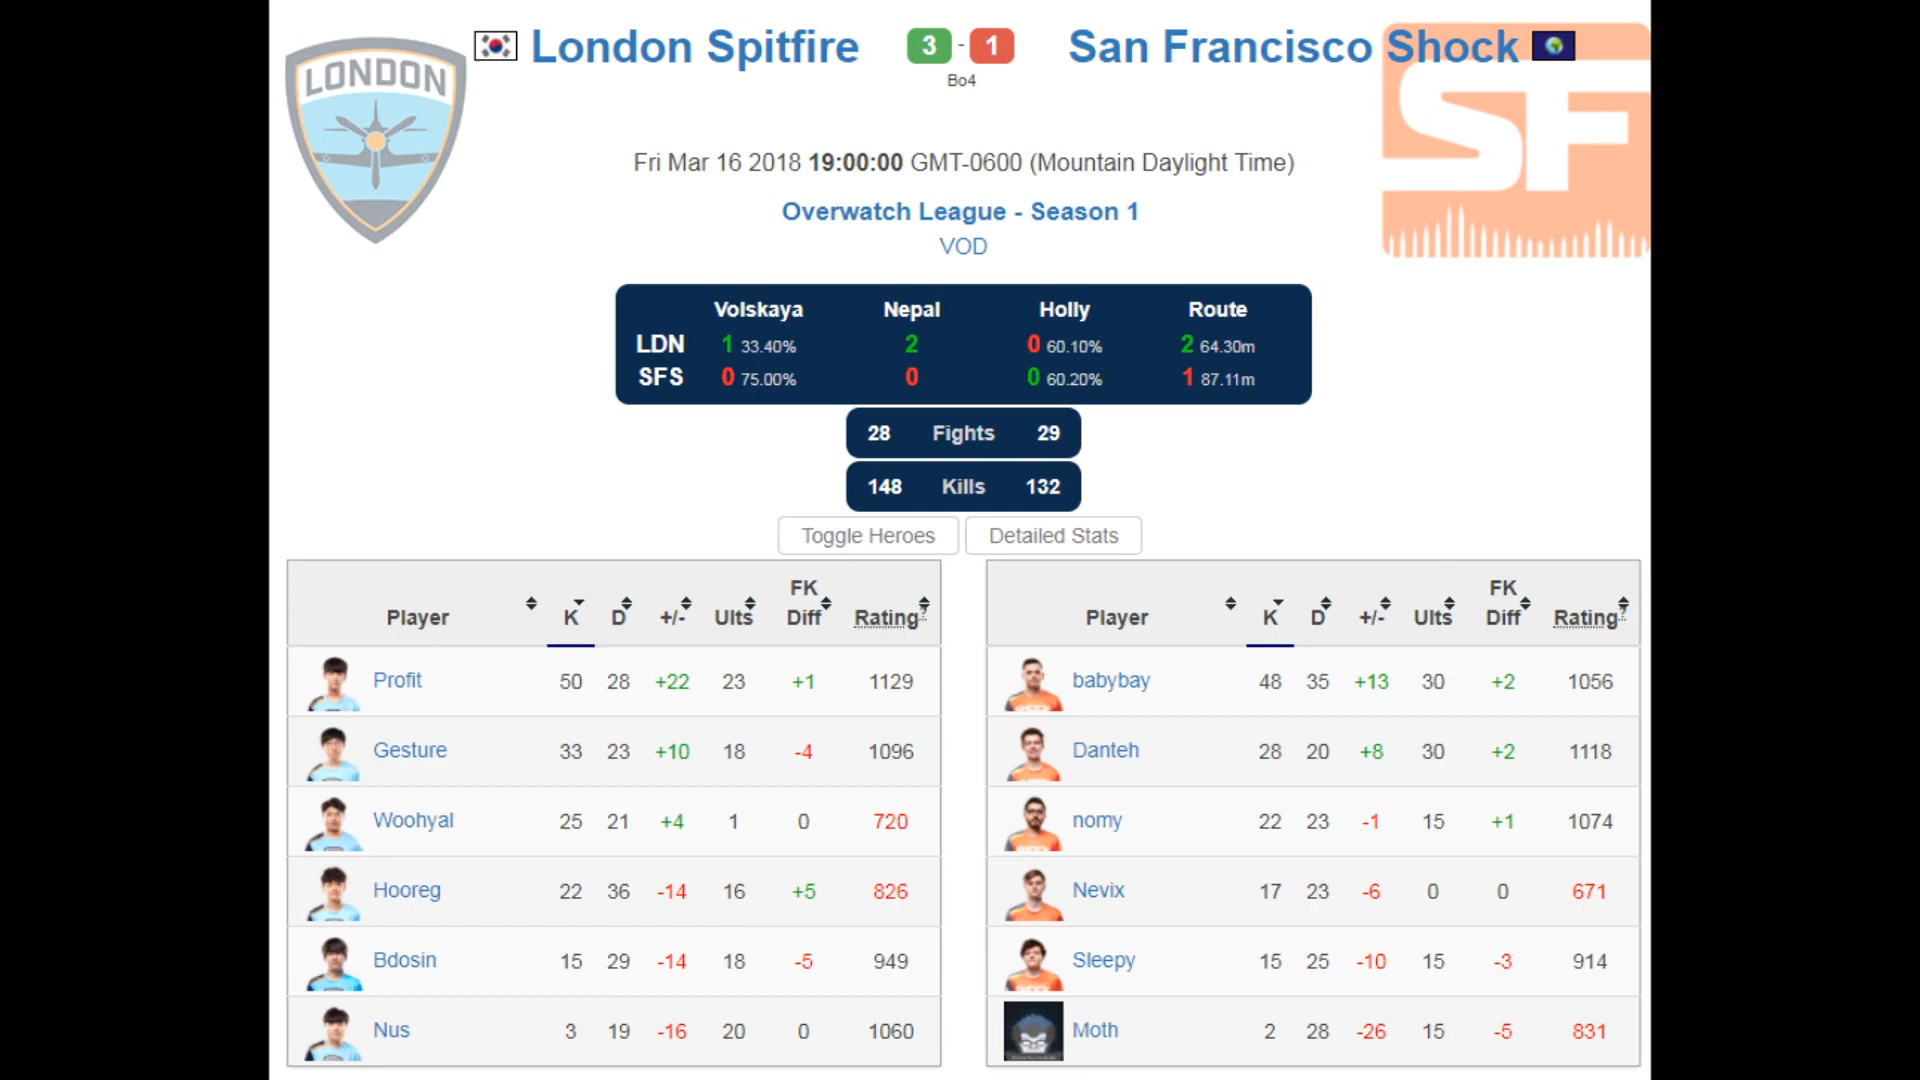 LONDON
London Spitfire 3 - 1 San Francisco Shock
Bo4
SF
Fri Mar 16 2018 19:00:00 GMT-0600 (Mountain Daylight Time)
Overwatch League - Season 1
VOD
Volskaya Nepal Holly Route
LDN 1 33.40% 2 0 60.10% 2 64.30m
SFS 0 75.00% 0 0 60.20% 1 87.11m
28 Fights 29
148 Kills 132
Toggle Heroes Detailed Stats
Player K D +/- Ults FK Diff Rating?
Profit 50 28 +22 23 +1 1129
Gesture 33 23 +10 18 -4 1096
Woohyal 25 21 +4 1 0 720
Hooreg 22 36 -14 16 +5 826
Bdosin 15 29 -14 18 -5 949
Nus 3 19 -16 20 0 1060
Player K D +/- Ults FK Diff Rating?
babybay 48 35 +13 30 +2 1056
Danteh 28 20 +8 30 +2 1118
nomy 22 23 -1 15 +1 1074
Nevix 17 23 -6 0 0 671
Sleepy 15 25 -10 15 -3 914
Moth 2 28 -26 15 -5 831